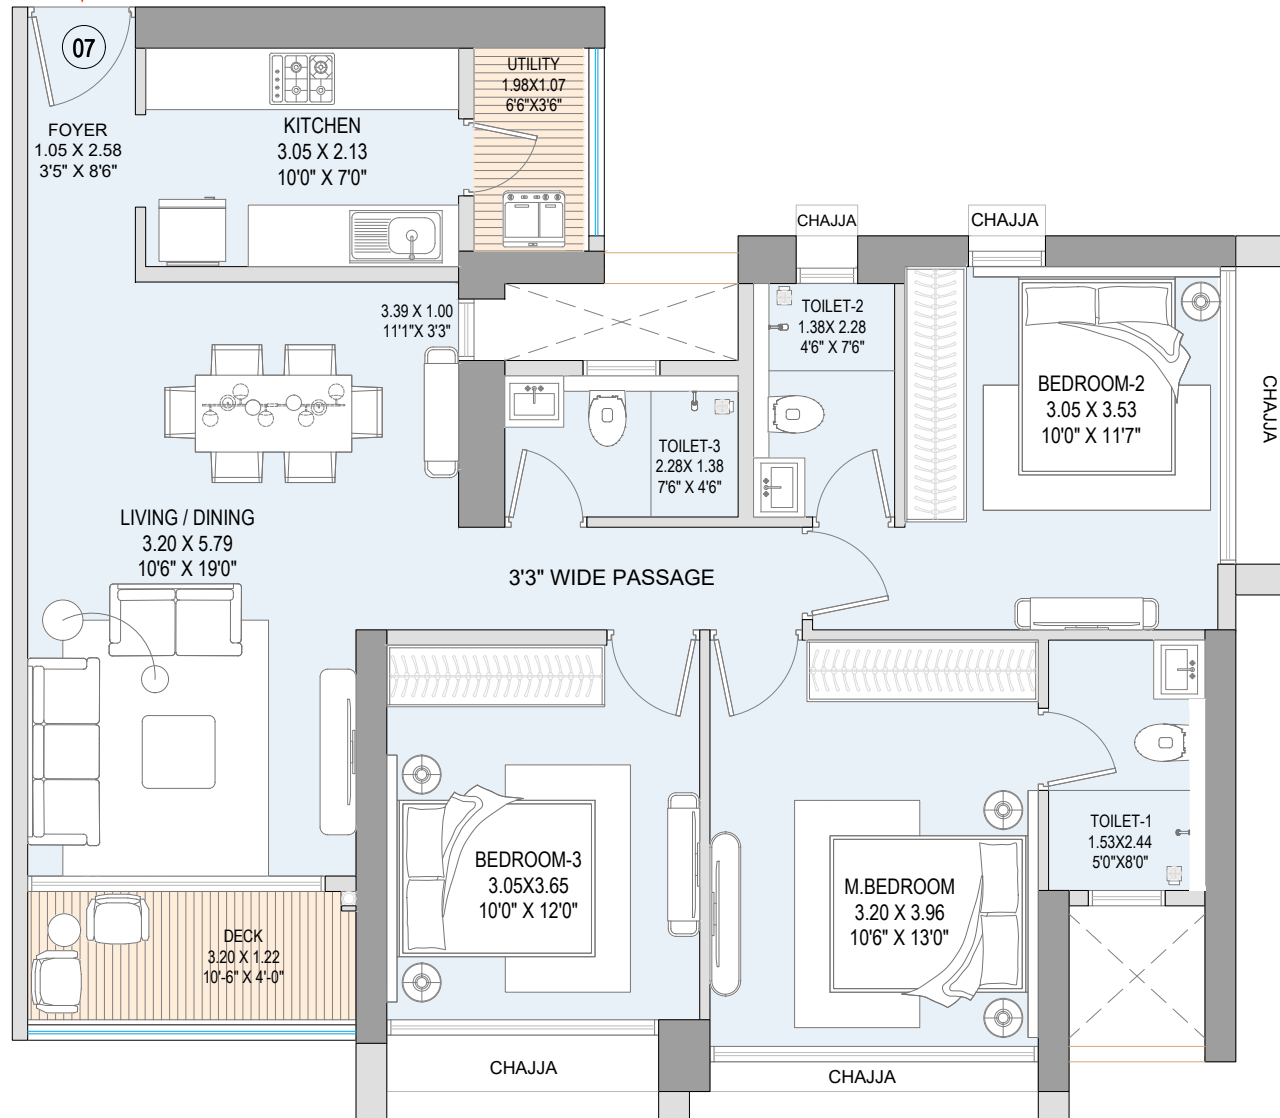 07
FOYER
1.05 X 2.58
3'5" X 8'6"
KITCHEN
3.05 X 2.13
10'0" X 7'0"
UTILITY
1.98X1.07
6'6"X3'6"
CHAJJA
CHAJJA
3.39 X 1.00
11'1"X 3'3"
TOILET-2
1.38X 2.28
4'6" X 7'6"
BEDROOM-2
3.05 X 3.53
10'0" X 11'7"
CHAJJA
TOILET-3
2.28X 1.38
7'6" X 4'6"
LIVING / DINING
3.20 X 5.79
10'6" X 19'0"
3'3" WIDE PASSAGE
BEDROOM-3
3.05X3.65
10'0" X 12'0"
M.BEDROOM
3.20 X 3.96
10'6" X 13'0"
TOILET-1
1.53X2.44
5'0"X8'0"
DECK
3.20 X 1.22
10'-6" X 4'-0"
CHAJJA
CHAJJA